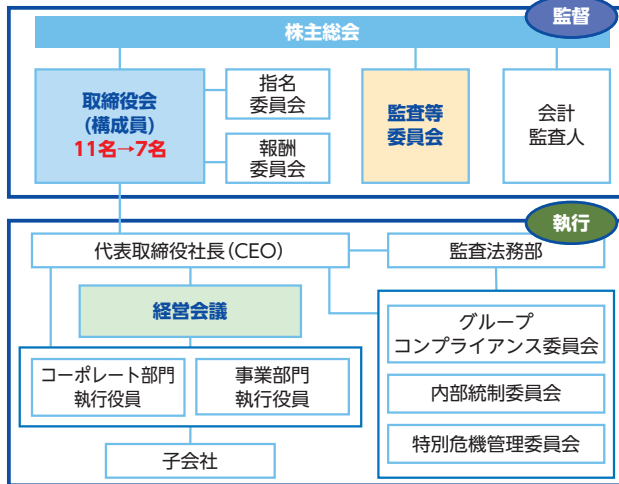 監督
株主総会
取締役会
(構成員)
11名→7名
指名
委員会
報酬
委員会
監査等
委員会
会計
監査人
執行
代表取締役社長(CEO)
監査法務部
経営会議
コーポレート部門
執行役員
事業部門
執行役員
子会社
グループ
コンプライアンス委員会
内部統制委員会
特別危機管理委員会